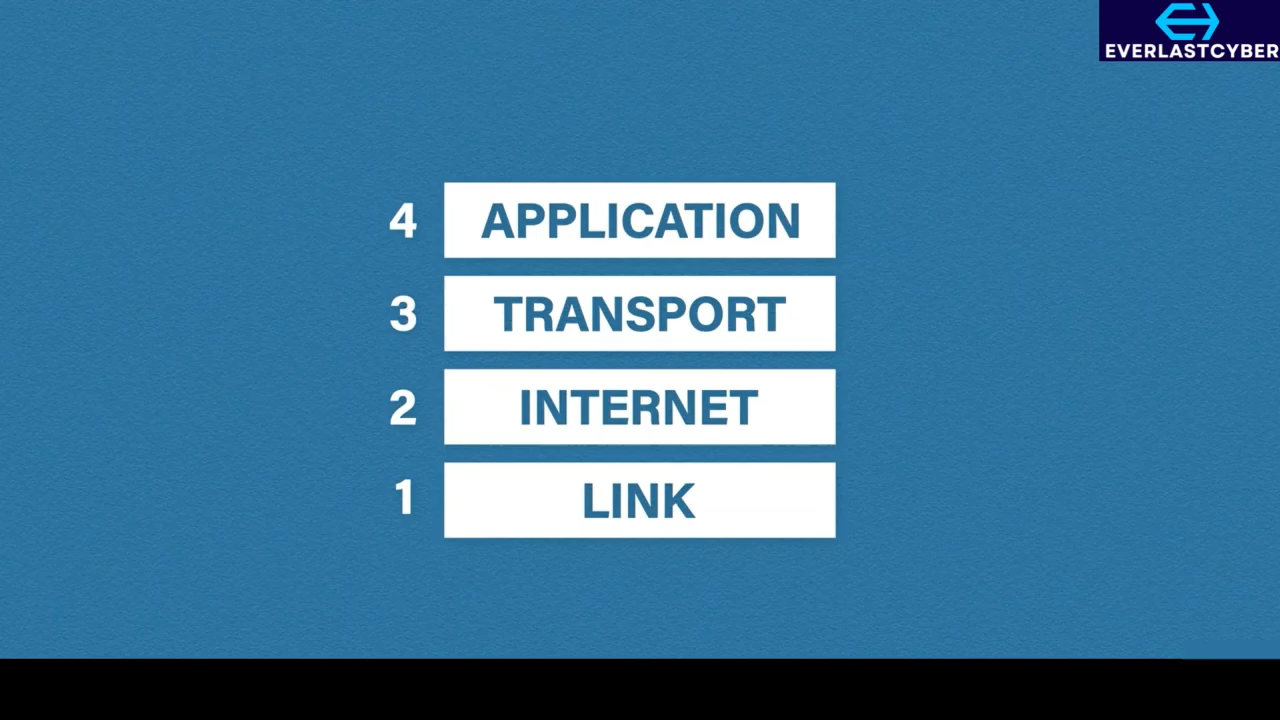 EVERLASTCYBER
4 APPLICATION
3 TRANSPORT
2 INTERNET
1 LINK